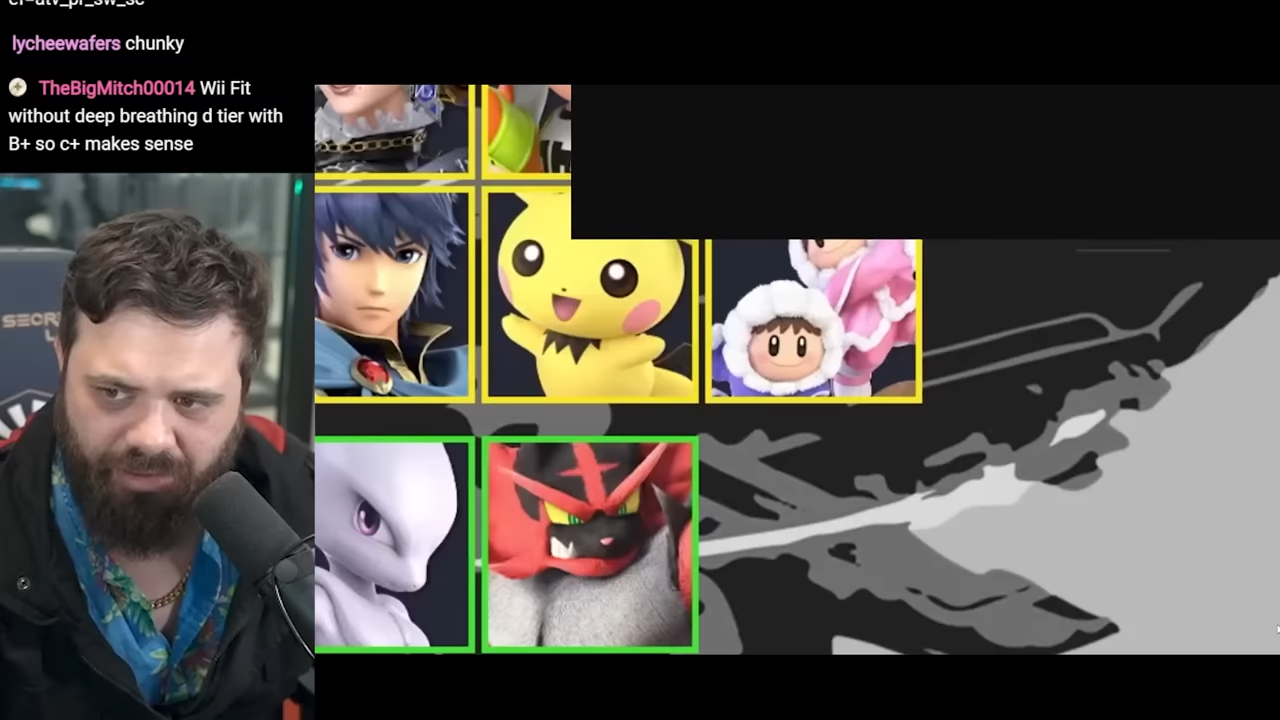 lycheewafers chunky
TheBigMitch00014 Wii Fit
without deep breathing d tier with
B+ so c+ makes sense